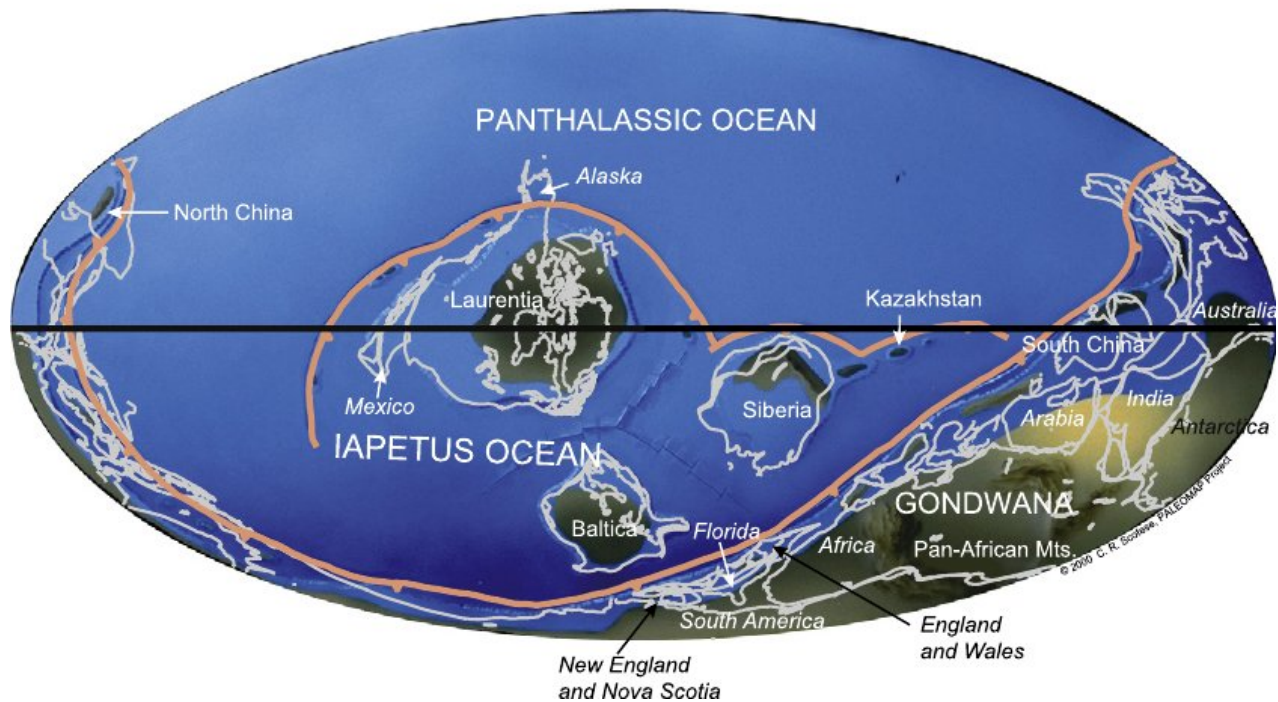 PANTHALASSIC OCEAN
Alaska
North China
Laurentia
Kazakhstan
Australia
South China
Mexico
Siberia
Arabia
India
Antarctica
IAPETUS OCEAN
GONDWANA
Baltica
Florida
Africa
Pan-African Mts.
© 2000 C. R. Scotese, PALEOMAP Project
South America
England
and Wales
New England
and Nova Scotia